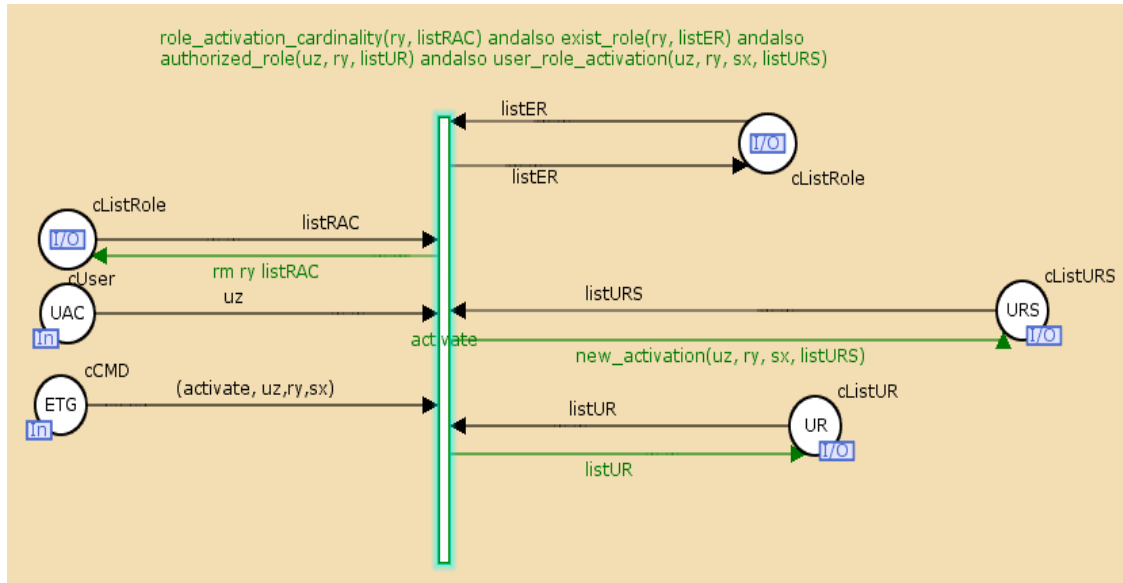 role_activation_cardinality(ry, listRAC) andalso exist_role(ry, listER) andalso
authorized_role(uz, ry, listUR) andalso user_role_activation(uz, ry, sx, listURS)
listER
I/O
listER
cListRole
cListRole
listRAC
I/O
rm ry listRAC
cUser
uz
UAC
In
listURS
cListURS
URS
I/O
activate
new_activation(uz, ry, sx, listURS)
cCMD
(activate, uz,ry,sx)
ETG
In
listUR
cListUR
UR
I/O
listUR